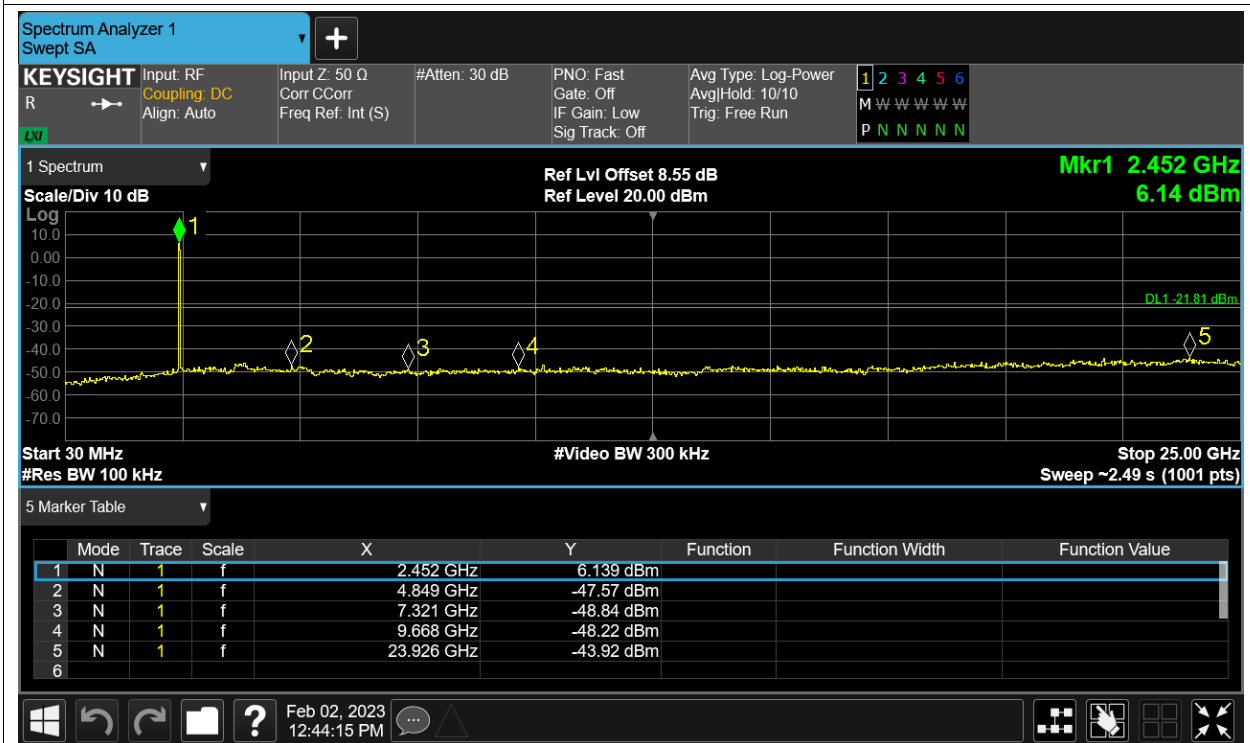 Spectrum Analyzer 1
Swept SA
KEYSIGHT
R
LXI
Input: RF
Coupling: DC
Align: Auto
Input Z: 50 Ω
Corr CCorr
Freq Ref: Int (S)
#Atten: 30 dB
PNO: Fast
Gate: Off
IF Gain: Low
Sig Track: Off
Avg Type: Log-Power
Avg|Hold: 10/10
Trig: Free Run
1 2 3 4 5 6
M W W W W W
P N N N N N
1 Spectrum
Scale/Div 10 dB
Ref Lvl Offset 8.55 dB
Ref Level 20.00 dBm
Mkr1 2.452 GHz
6.14 dBm
Log
10.0
0.00
-10.0
-20.0
-30.0
-40.0
-50.0
-60.0
-70.0
1
2
3
4
5
DL1 -21.81 dBm
Start 30 MHz
#Res BW 100 kHz
#Video BW 300 kHz
Stop 25.00 GHz
Sweep ~2.49 s (1001 pts)
5 Marker Table
Mode Trace Scale X Y Function Function Width Function Value
1 N 1 f 2.452 GHz 6.139 dBm
2 N 1 f 4.849 GHz -47.57 dBm
3 N 1 f 7.321 GHz -48.84 dBm
4 N 1 f 9.668 GHz -48.22 dBm
5 N 1 f 23.926 GHz -43.92 dBm
6
?
Feb 02, 2023
12:44:15 PM